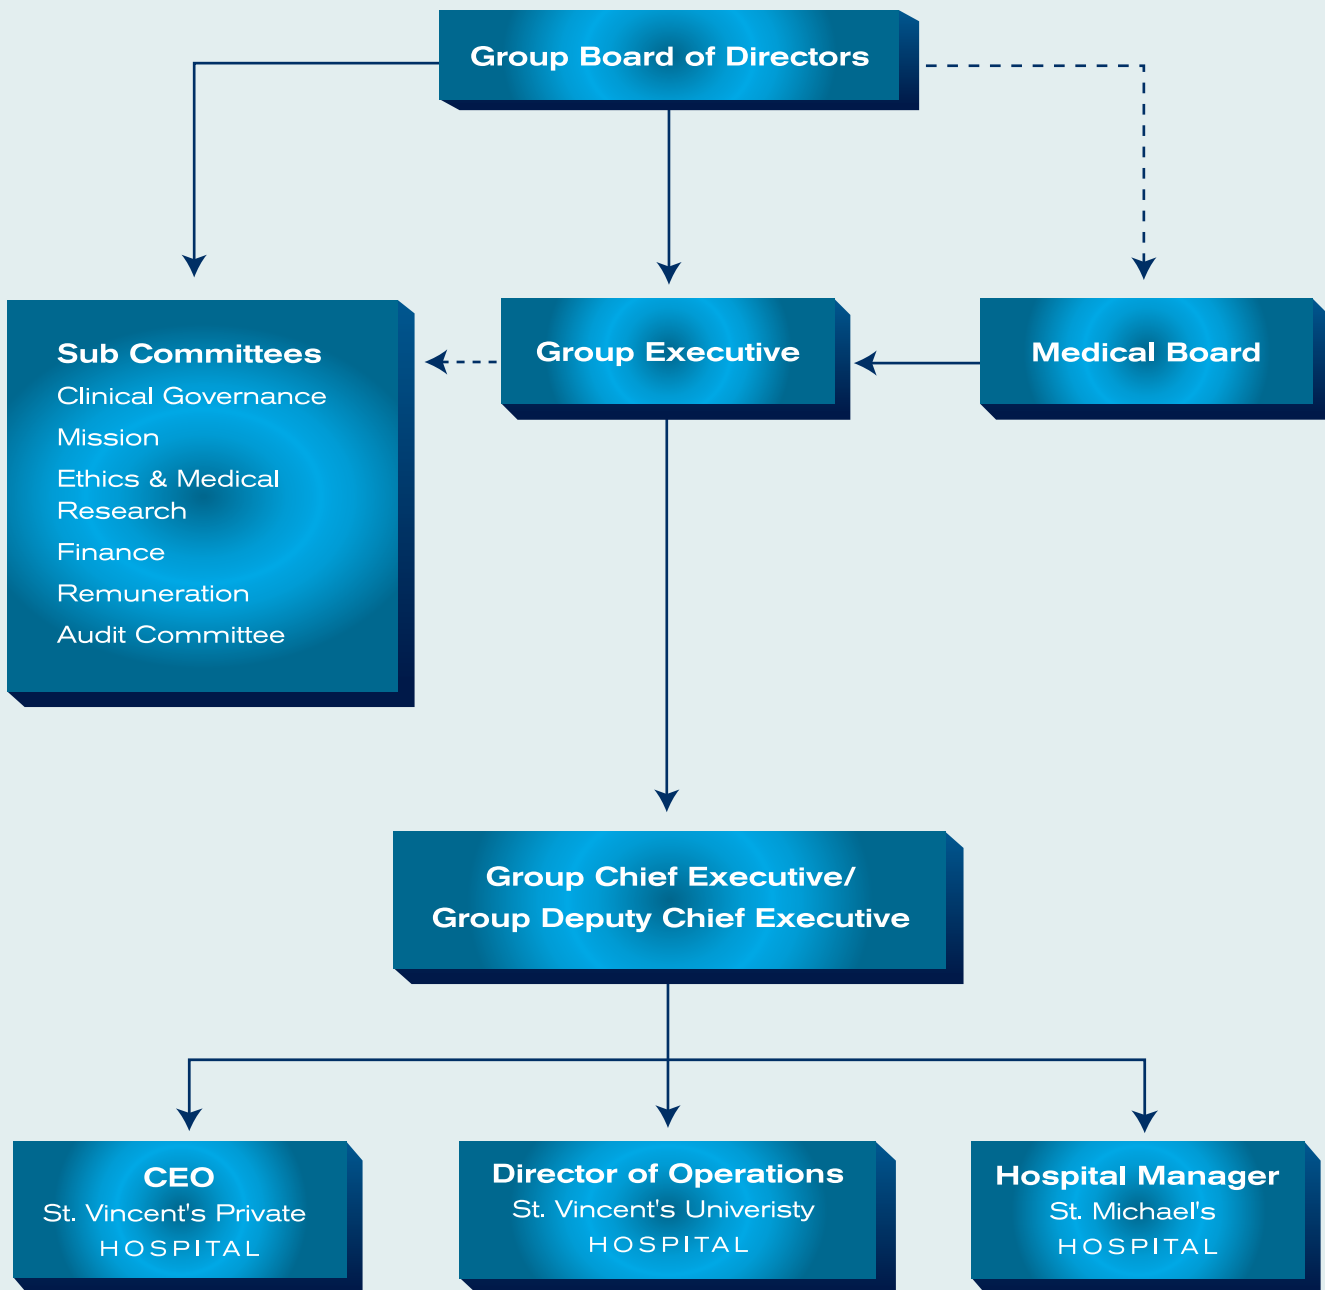 Group Board of Directors
Sub Committees
Clinical Governance
Mission
Ethics & Medical
Research
Finance
Remuneration
Audit Committee
Group Executive
Medical Board
Group Chief Executive/
Group Deputy Chief Executive
CEO
St. Vincent's Private
HOSPITAL
Director of Operations
St. Vincent's Univeristy
HOSPITAL
Hospital Manager
St. Michael's
HOSPITAL